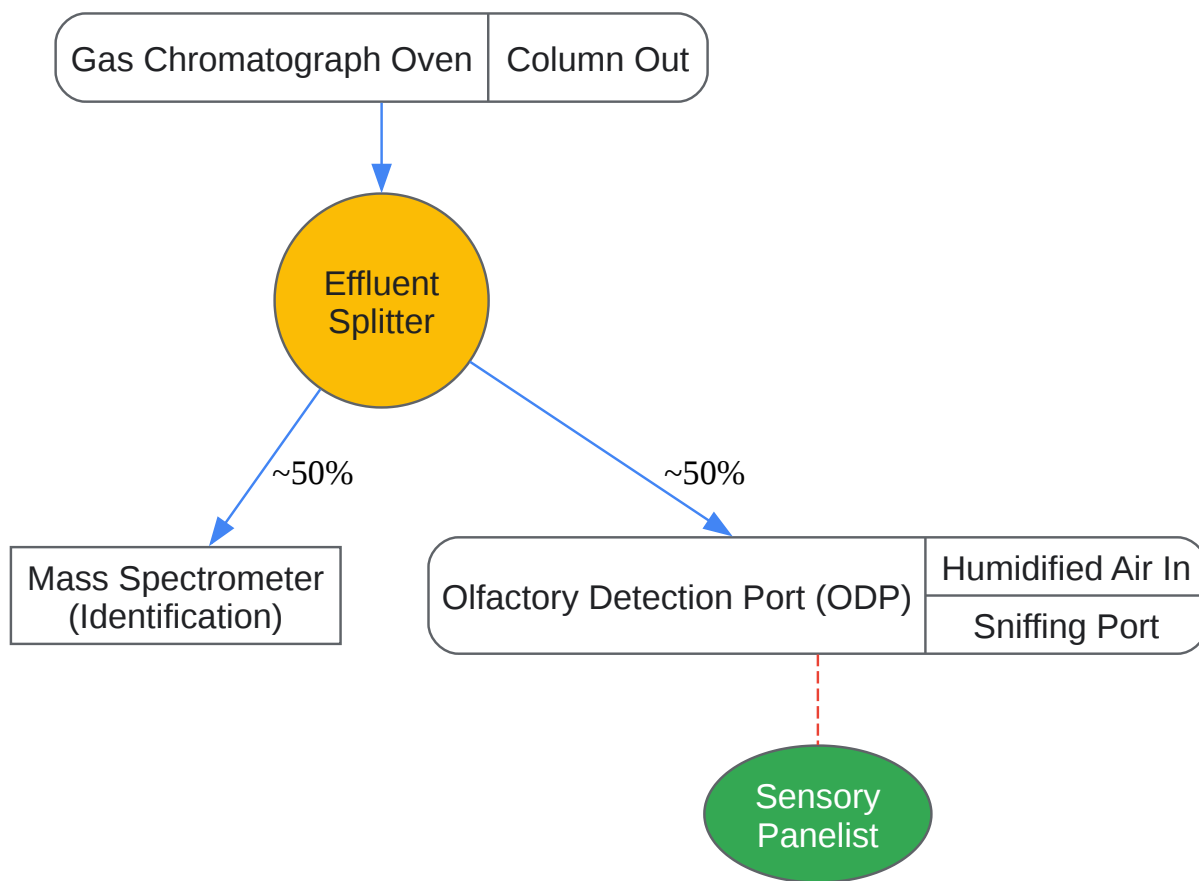 Gas Chromatograph Oven
Column Out
Effluent
Splitter
~50%
~50%
Mass Spectrometer
(Identification)
Olfactory Detection Port (ODP)
Humidified Air In
Sniffing Port
Sensory
Panelist